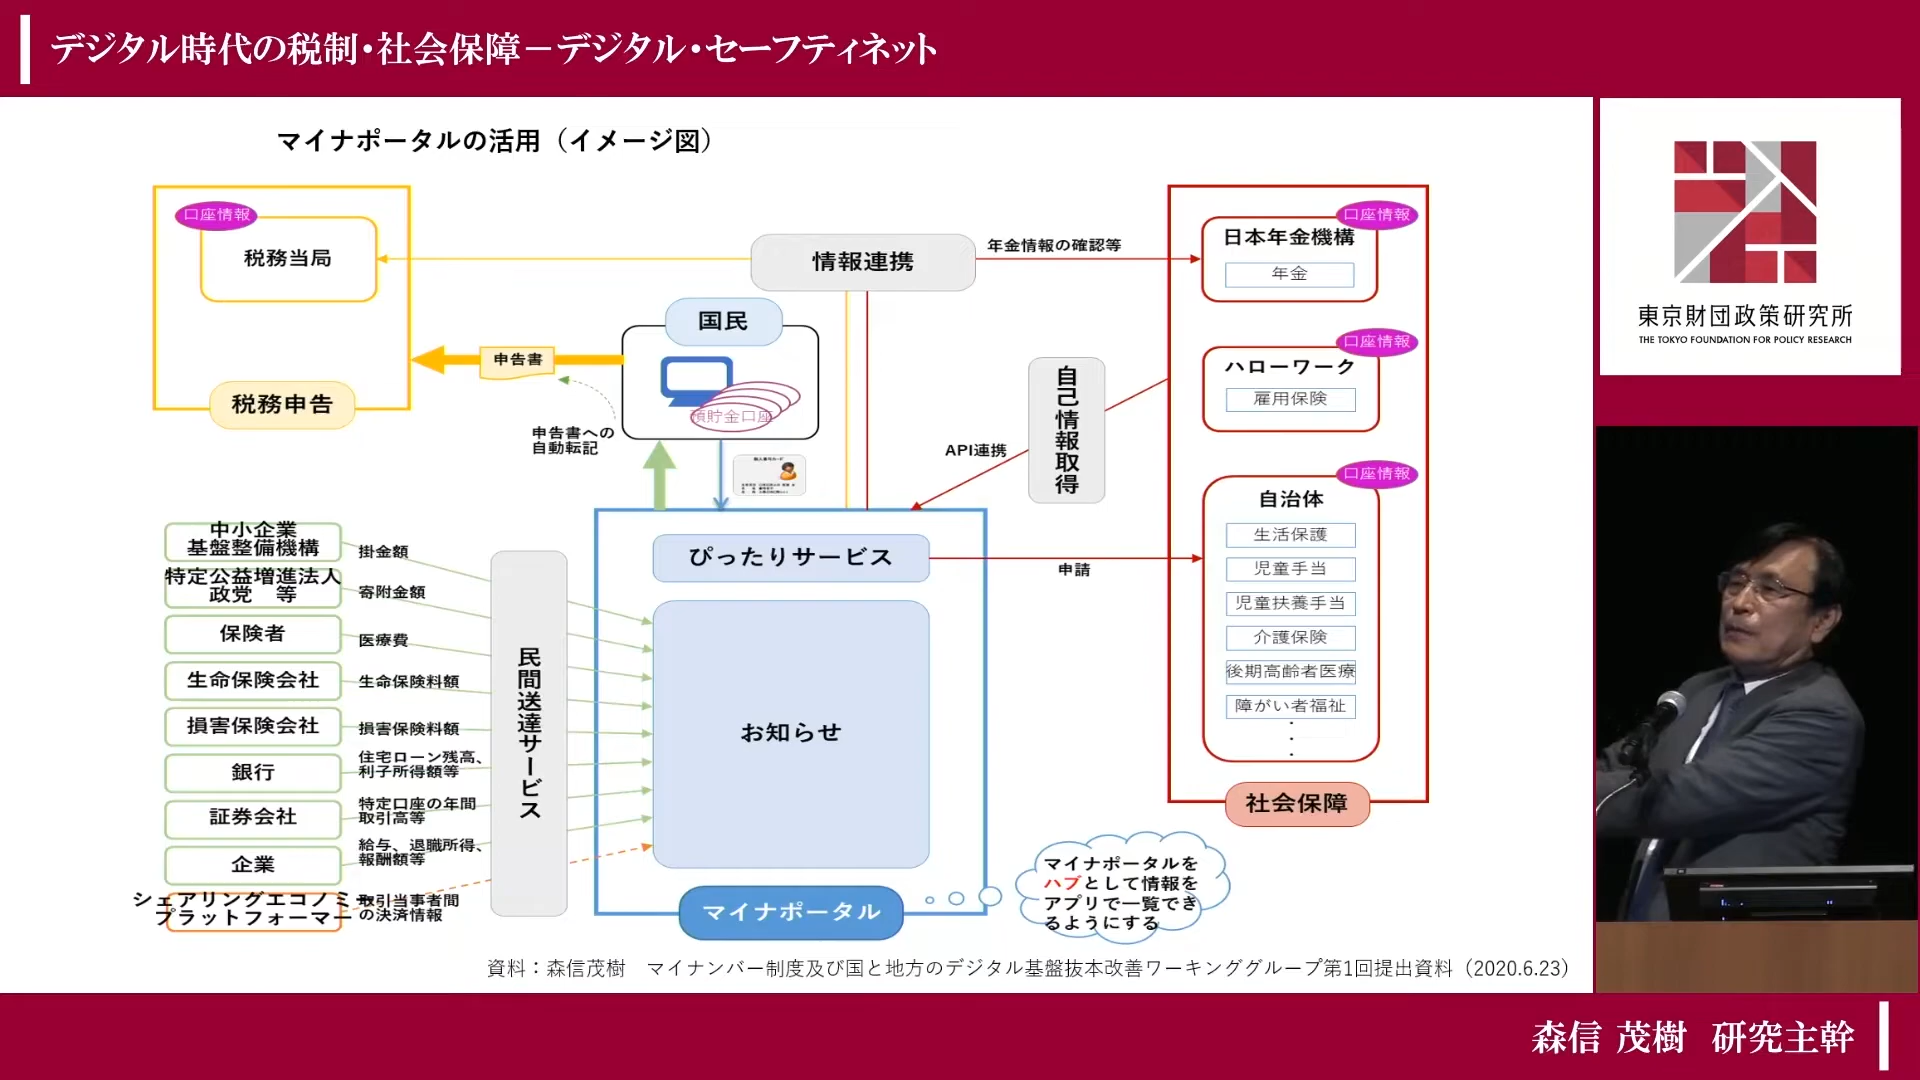 デジタル時代の税制・社会保障－デジタル・セーフティネット
マイナポータルの活用（イメージ図）
口座情報
税務当局
税務申告
情報連携
年金情報の確認等
国民
預貯金口座
申告書
申告書への
自動転記
API連携
自己情報取得
口座情報
日本年金機構
年金
口座情報
ハローワーク
雇用保険
口座情報
自治体
生活保護
児童手当
児童扶養手当
介護保険
後期高齢者医療
障がい者福祉
・
・
・
社会保障
中小企業
基盤整備機構
掛金額
特定公益増進法人
政党　等
寄附金額
保険者
医療費
生命保険会社
生命保険料額
損害保険会社
損害保険料額
銀行
住宅ローン残高、
利子所得額等
証券会社
特定口座の年間
取引高等
企業
給与、退職所得、
報酬額等
シェアリングエコノミー
プラットフォーマー
取引当事者間
の決済情報
民間送達サービス
ぴったりサービス
申請
お知らせ
マイナポータル
マイナポータルを
ハブとして情報を
アプリで一覧でき
るようにする
資料：森信茂樹　マイナンバー制度及び国と地方のデジタル基盤抜本改善ワーキンググループ第1回提出資料（2020.6.23）
東京財団政策研究所
THE TOKYO FOUNDATION FOR POLICY RESEARCH
森信 茂樹　研究主幹